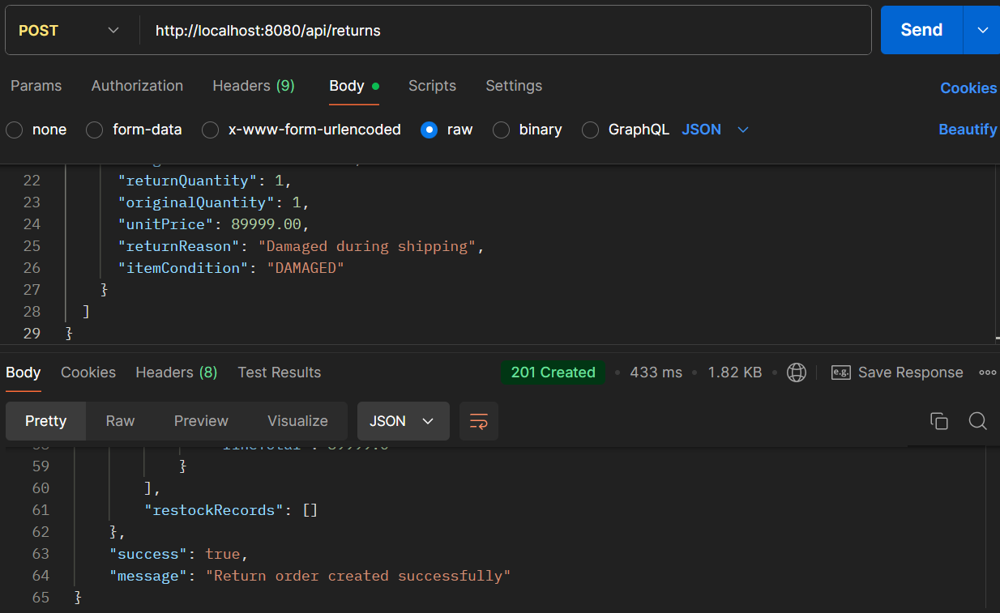 POST http://localhost:8080/api/returns Send
Params Authorization Headers (9) Body Scripts Settings Cookies
none form-data x-www-form-urlencoded raw binary GraphQL JSON Beautify
22 "returnQuantity": 1,
23 "originalQuantity": 1,
24 "unitPrice": 89999.00,
25 "returnReason": "Damaged during shipping",
26 "itemCondition": "DAMAGED"
27 }
28 ]
29 }
Body Cookies Headers (8) Test Results 201 Created • 433 ms • 1.82 KB • e.g. Save Response
Pretty Raw Preview Visualize JSON
59 }
60 ],
61 "restockRecords": []
62 },
63 "success": true,
64 "message": "Return order created successfully"
65 }